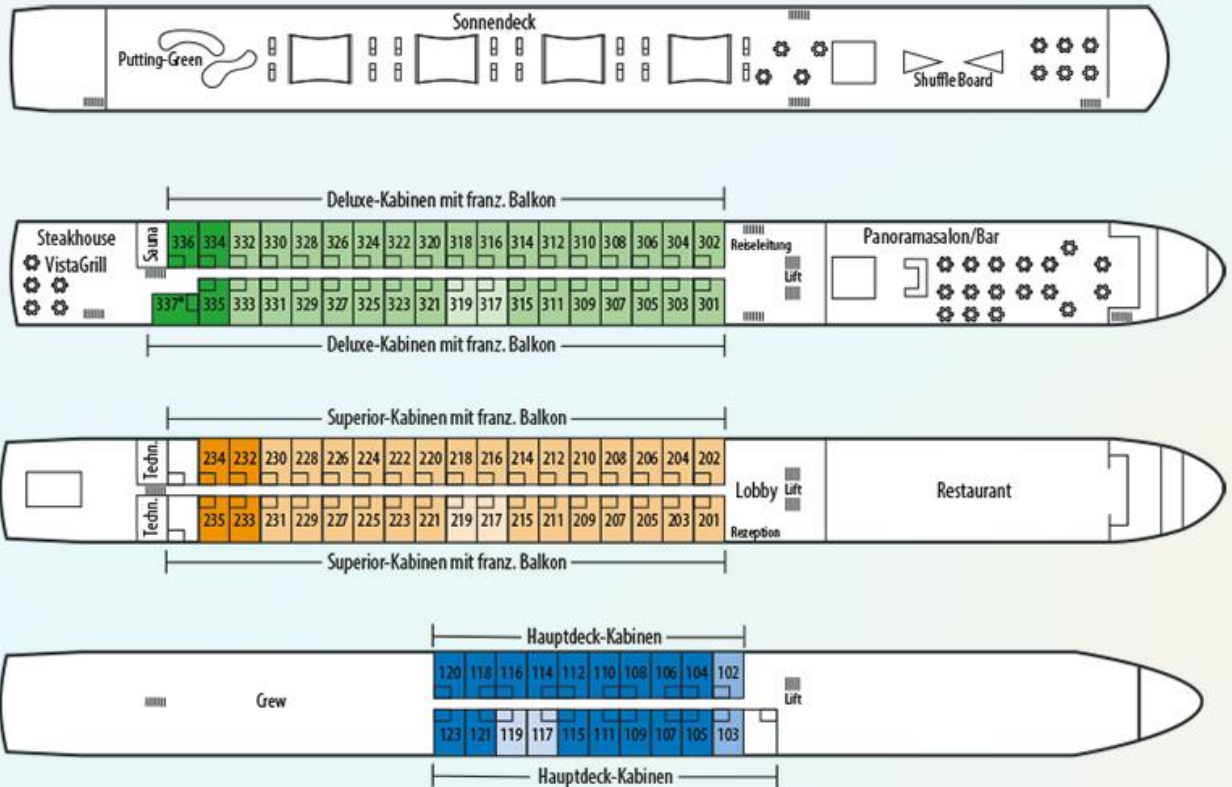 Sonnendeck
Putting-Green
Shuffle Board
Deluxe-Kabinen mit franz. Balkon
Steakhouse
VistaGrill
Sauna
336 334 332 330 328 326 324 322 320 318 316 314 312 310 308 306 304 302
Reiseleitung
Lift
Panoramasalon/Bar
337* 335 333 331 329 327 325 323 321 319 317 315 311 309 307 305 303 301
Deluxe-Kabinen mit franz. Balkon
Superior-Kabinen mit franz. Balkon
Techn.
234 232 230 228 226 224 222 220 218 216 214 212 210 208 206 204 202
Lobby
Lift
Restaurant
Techn.
235 233 231 229 227 225 223 221 219 217 215 211 209 207 205 203 201
Rezeption
Superior-Kabinen mit franz. Balkon
Hauptdeck-Kabinen
120 118 116 114 112 110 108 106 104 102
Crew
Lift
123 121 119 117 115 111 109 107 105 103
Hauptdeck-Kabinen